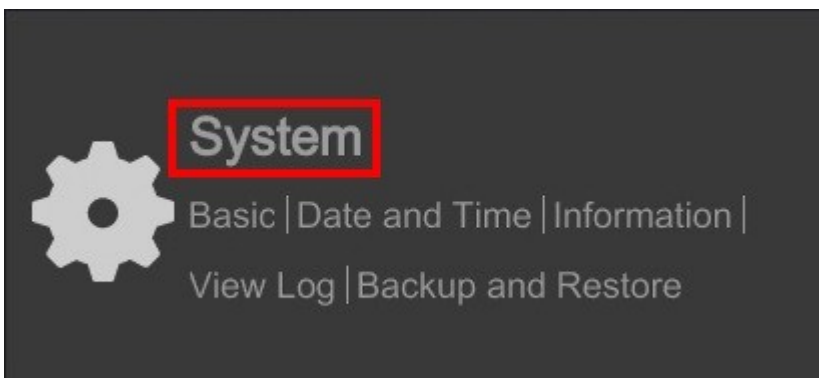 System
Basic | Date and Time | Information |
View Log | Backup and Restore